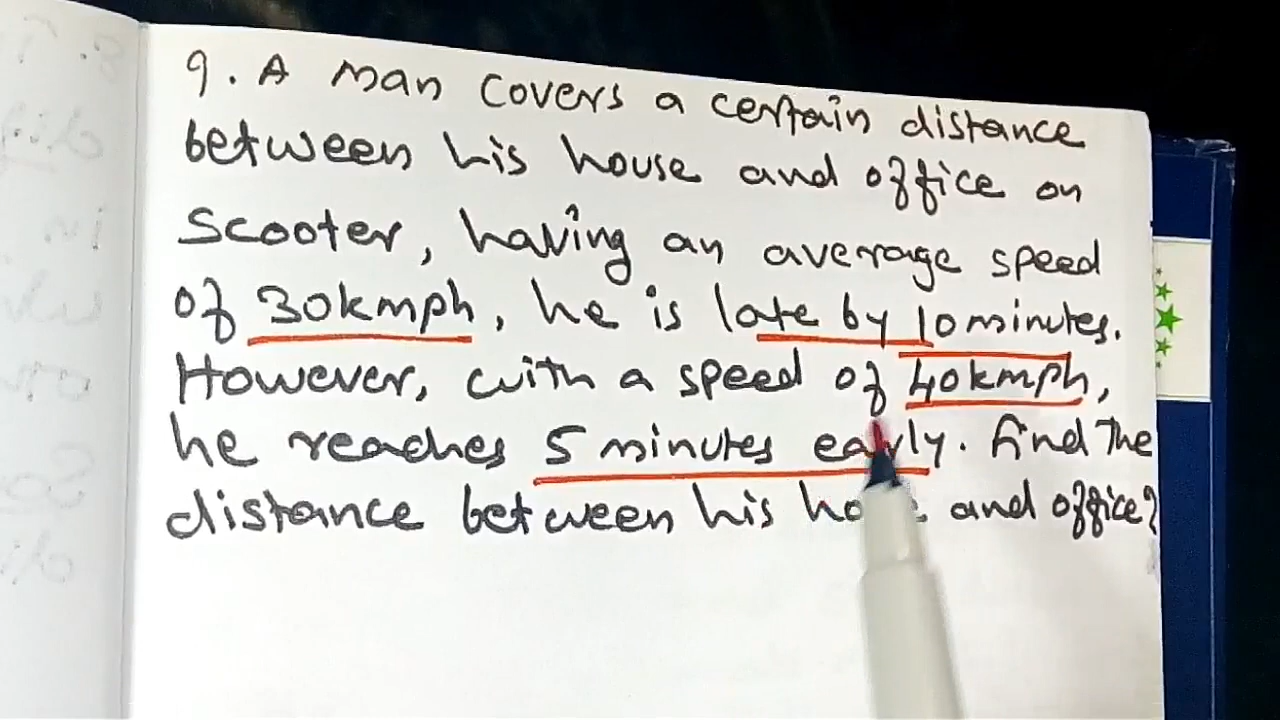 9. A man covers a certain distance
between his house and office on
scooter, having an average speed
of 30kmph, he is late by 10minutes.
However, with a speed of 40kmph,
he reaches 5 minutes early. Find The
distance between his and office?